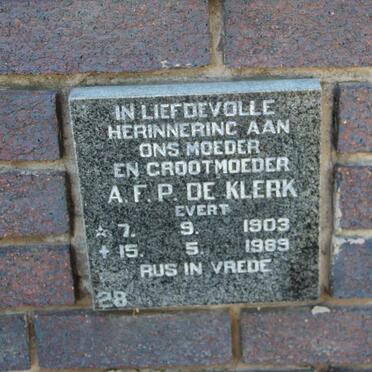 IN LIEFDEVOLLE
HERINNERING AAN
ONS MOEDER
EN GROOTMOEDER
A.F.P. DE KLERK
EVERT
☆ 7. 9. 1903
+ 15. 5. 1989
RUS IN VREDE
28